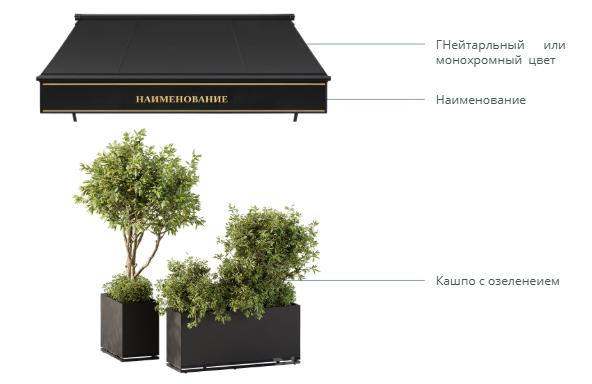 ГНейтарльный или
монохромный цвет
НАИМЕНОВАНИЕ
Наименование
Кашпо с озеленеием